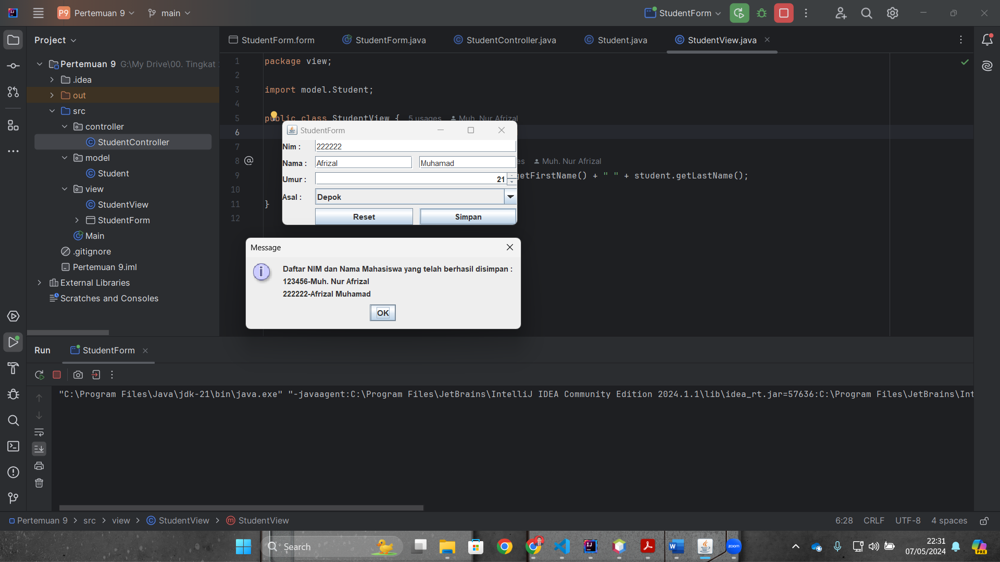 P9 Pertemuan 9 main StudentForm
Project
StudentForm.form StudentForm.java StudentController.java Student.java StudentView.java
Pertemuan 9 G:\My Drive\00. Tingkat
.idea
out
src
controller
StudentController
model
Student
view
StudentView
StudentForm
Main
.gitignore
Pertemuan 9.iml
External Libraries
Scratches and Consoles
1 package view;
2
3 import model.Student;
4
5 public class StudentView { 5 usages Muh. Nur Afrizal
6
7
8 @ es Muh. Nur Afrizal
9 getFirstName() + " " + student.getLastName();
10
11 }
12
StudentForm
Nim : 222222
Nama : Afrizal Muhamad
Umur : 21
Asal : Depok
Reset Simpan
Message
i Daftar NIM dan Nama Mahasiswa yang telah berhasil disimpan :
123456-Muh. Nur Afrizal
222222-Afrizal Muhamad
OK
Run StudentForm
"C:\Program Files\Java\jdk-21\bin\java.exe" "-javaagent:C:\Program Files\JetBrains\IntelliJ IDEA Community Edition 2024.1.1\lib\idea_rt.jar=57636:C:\Program Files\JetBrains\Int
Pertemuan 9 > src > view > StudentView > StudentView
6:28 CRLF UTF-8 4 spaces
Search
zoom
22:31
07/05/2024
PRE